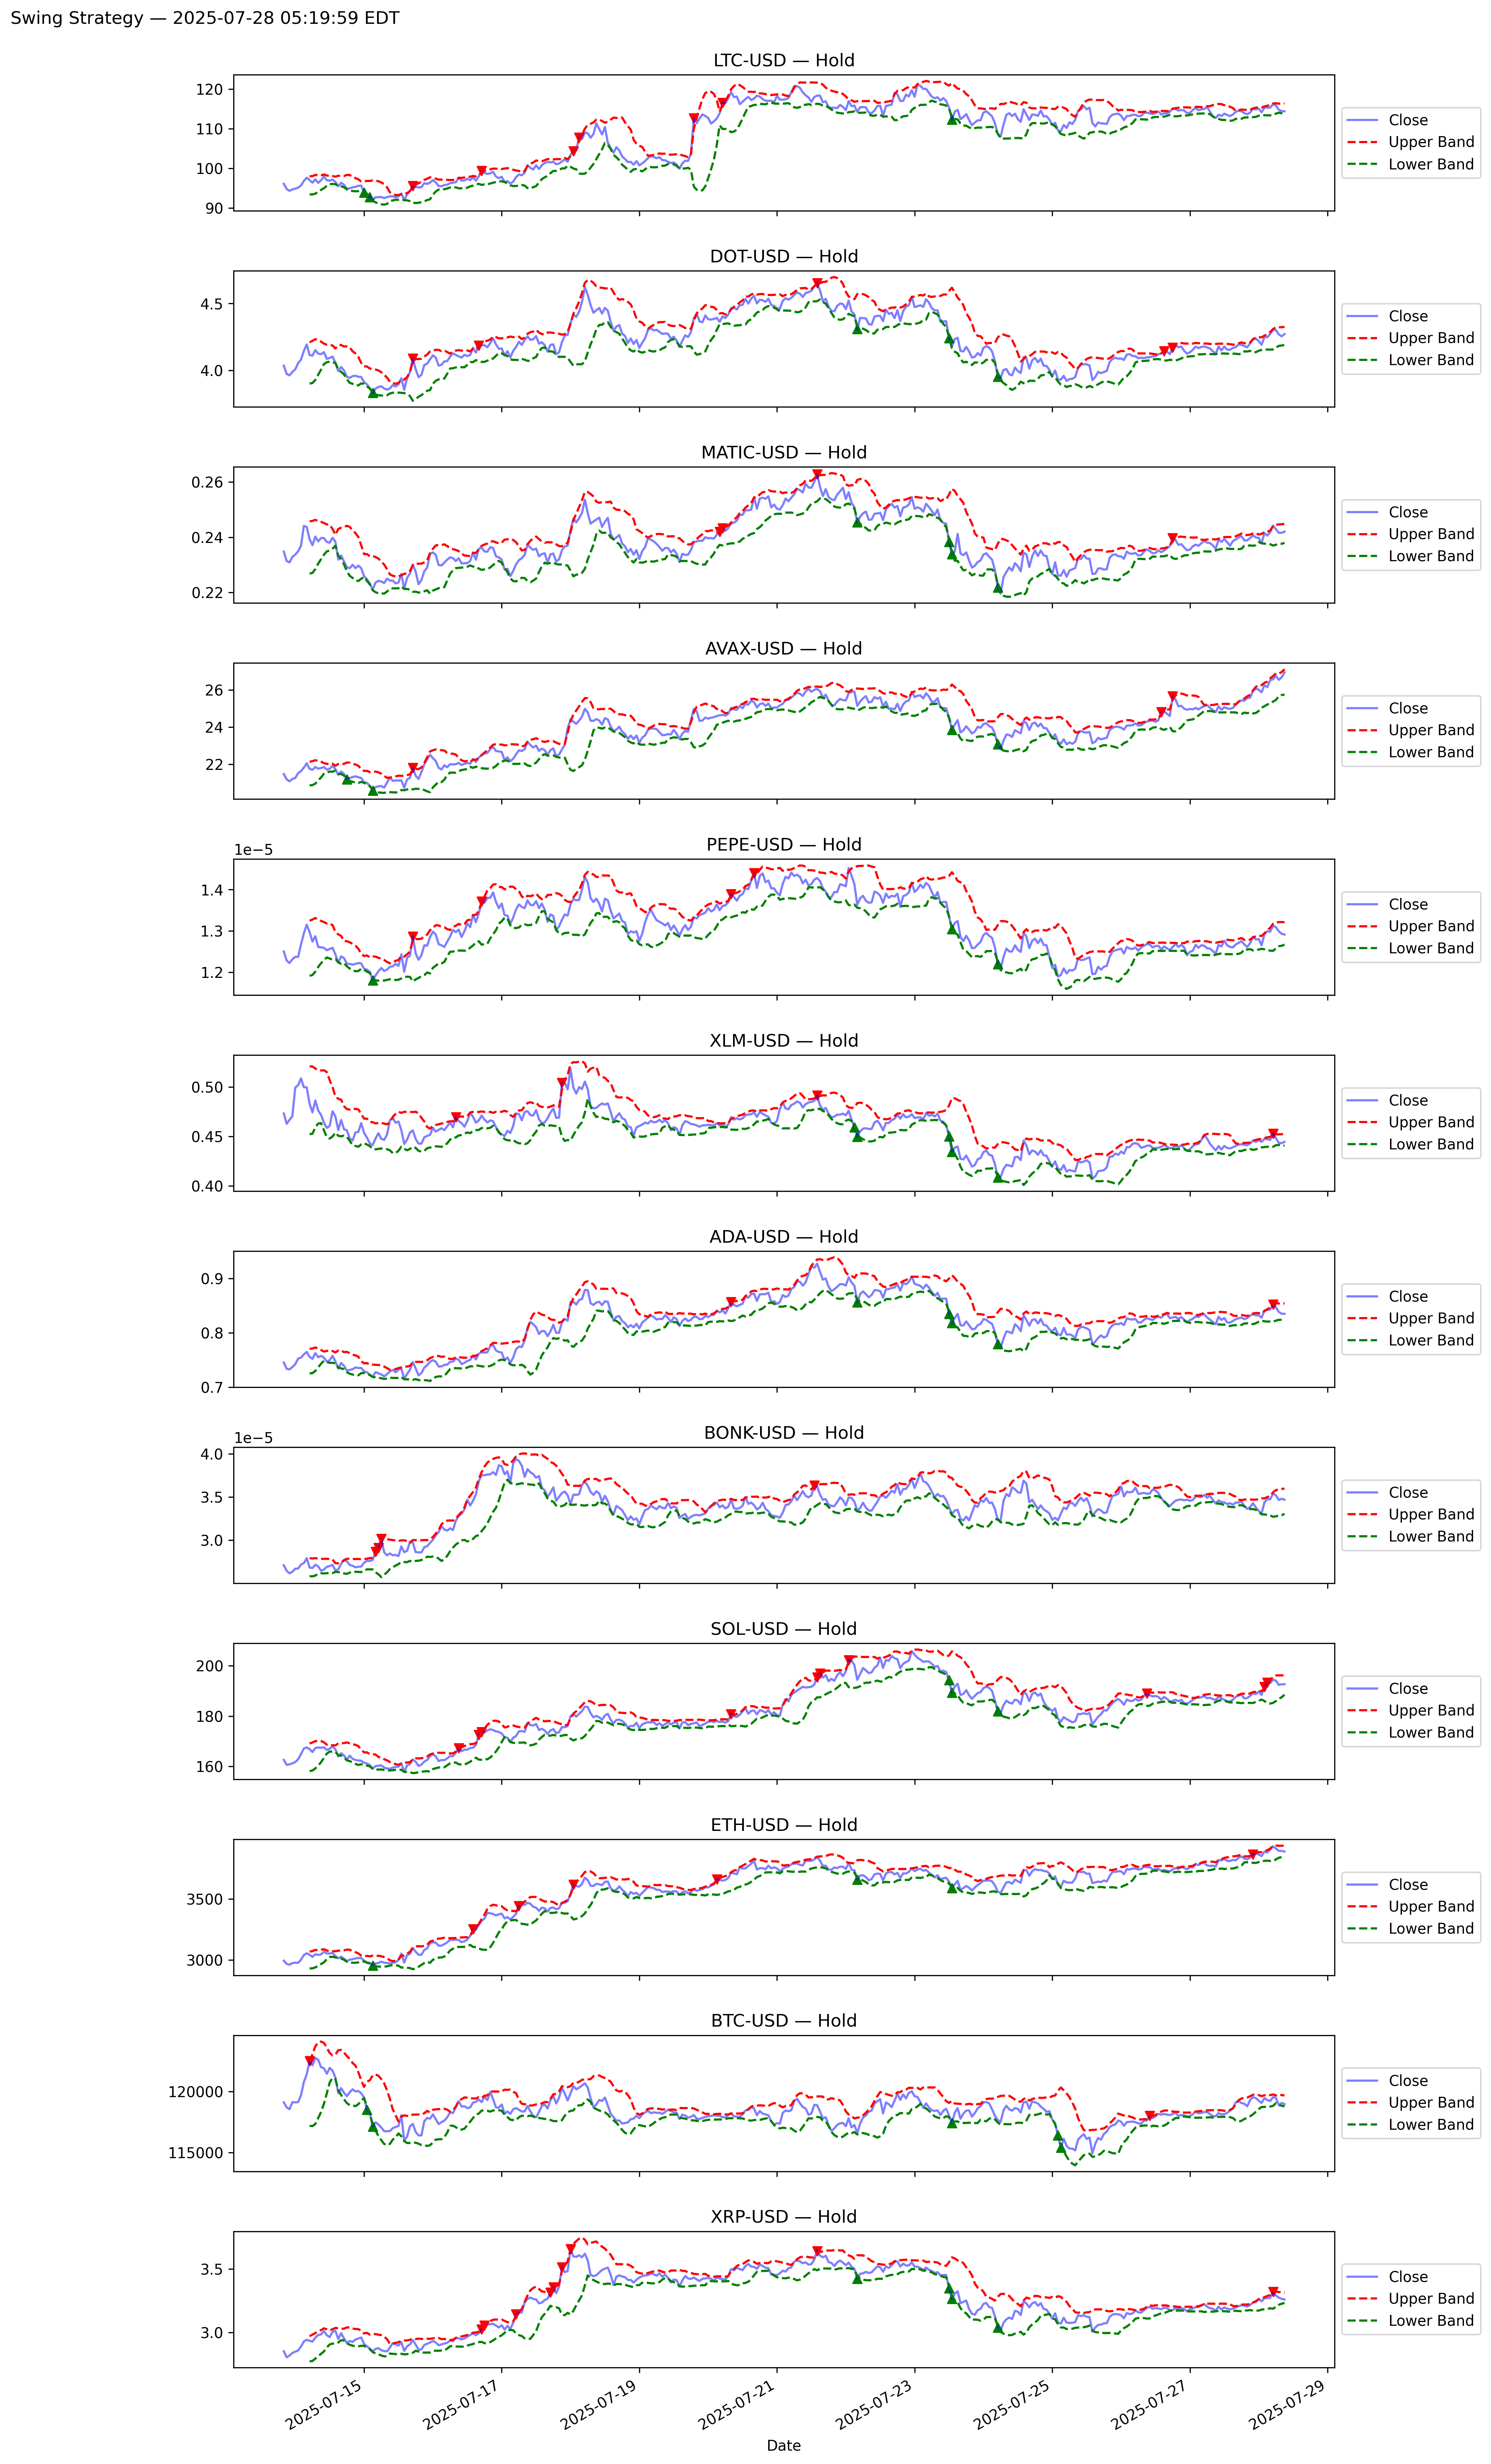 Swing Strategy — 2025-07-28 05:19:59 EDT
LTC-USD — Hold
120
110
100
90
Close
Upper Band
Lower Band
DOT-USD — Hold
4.5
4.0
Close
Upper Band
Lower Band
MATIC-USD — Hold
0.26
0.24
0.22
Close
Upper Band
Lower Band
AVAX-USD — Hold
26
24
22
Close
Upper Band
Lower Band
PEPE-USD — Hold
1e−5
1.4
1.3
1.2
Close
Upper Band
Lower Band
XLM-USD — Hold
0.50
0.45
0.40
Close
Upper Band
Lower Band
ADA-USD — Hold
0.9
0.8
0.7
Close
Upper Band
Lower Band
BONK-USD — Hold
1e−5
4.0
3.5
3.0
Close
Upper Band
Lower Band
SOL-USD — Hold
200
180
160
Close
Upper Band
Lower Band
ETH-USD — Hold
3500
3000
Close
Upper Band
Lower Band
BTC-USD — Hold
120000
115000
Close
Upper Band
Lower Band
XRP-USD — Hold
3.5
3.0
Close
Upper Band
Lower Band
2025-07-15
2025-07-17
2025-07-19
2025-07-21
2025-07-23
2025-07-25
2025-07-27
2025-07-29
Date